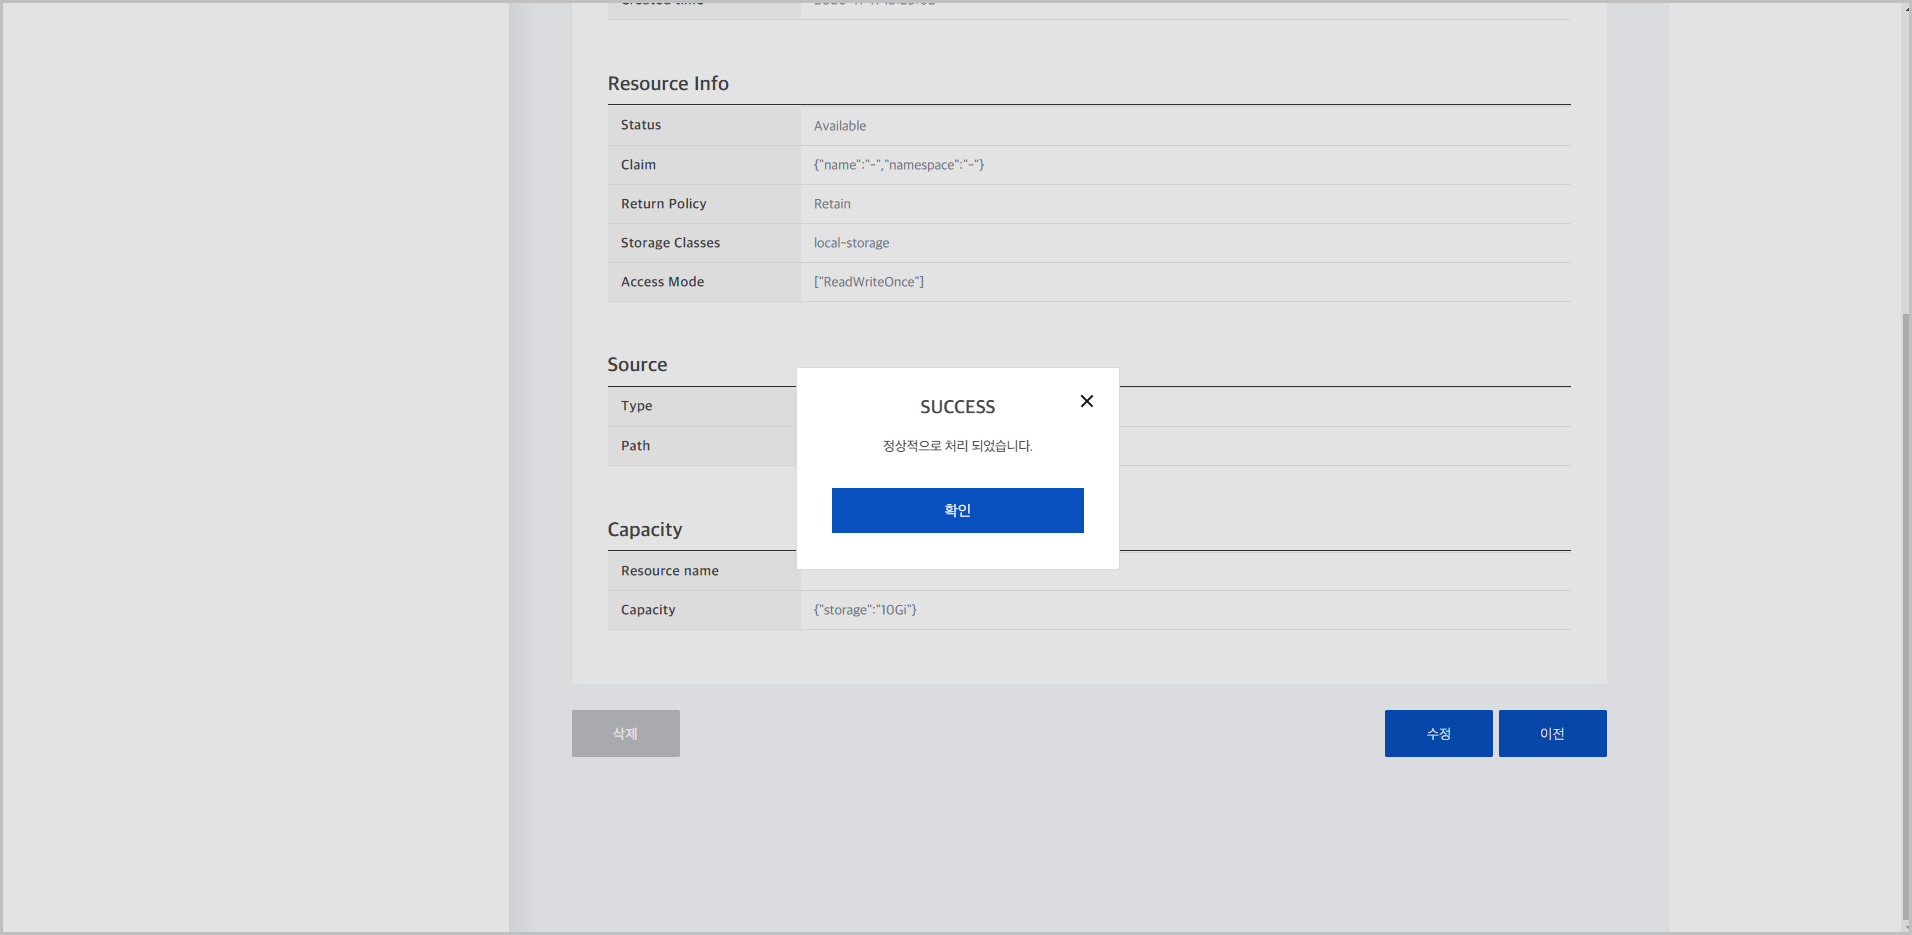 Resource Info
Status Available
Claim {"name":"-","namespace":"-"}
Return Policy Retain
Storage Classes local-storage
Access Mode ["ReadWriteOnce"]
Source
Type
Path
SUCCESS
정상적으로 처리 되었습니다.
확인
Capacity
Resource name
Capacity {"storage":"10Gi"}
삭제 수정 이전